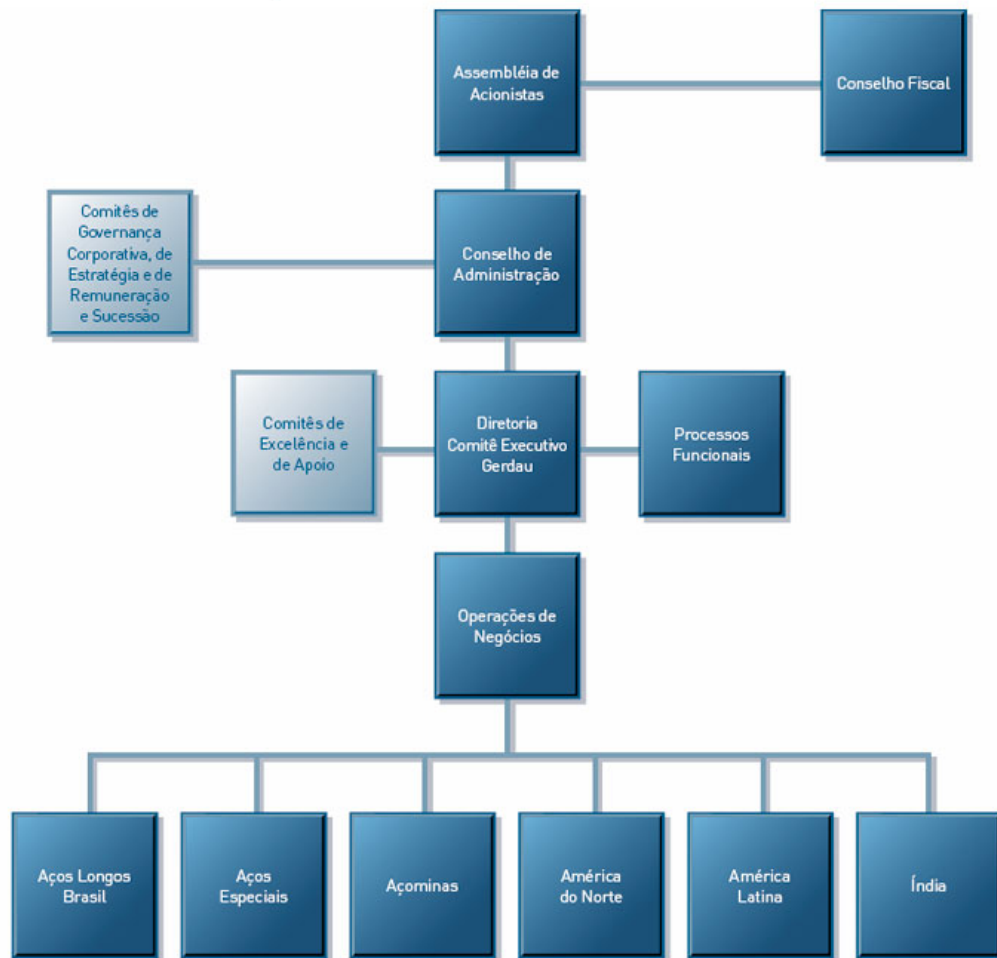 Assembléia de
Acionistas
Conselho Fiscal
Comitês de
Governança
Corporativa, de
Estratégia e de
Remuneração
e Sucessão
Conselho de
Administração
Comitês de
Excelência e
de Apoio
Diretoria
Comitê Executivo
Gerdau
Processos
Funcionais
Operações de
Negócios
Aços Longos
Brasil
Aços
Especiais
Açominas
América
do Norte
América
Latina
Índia